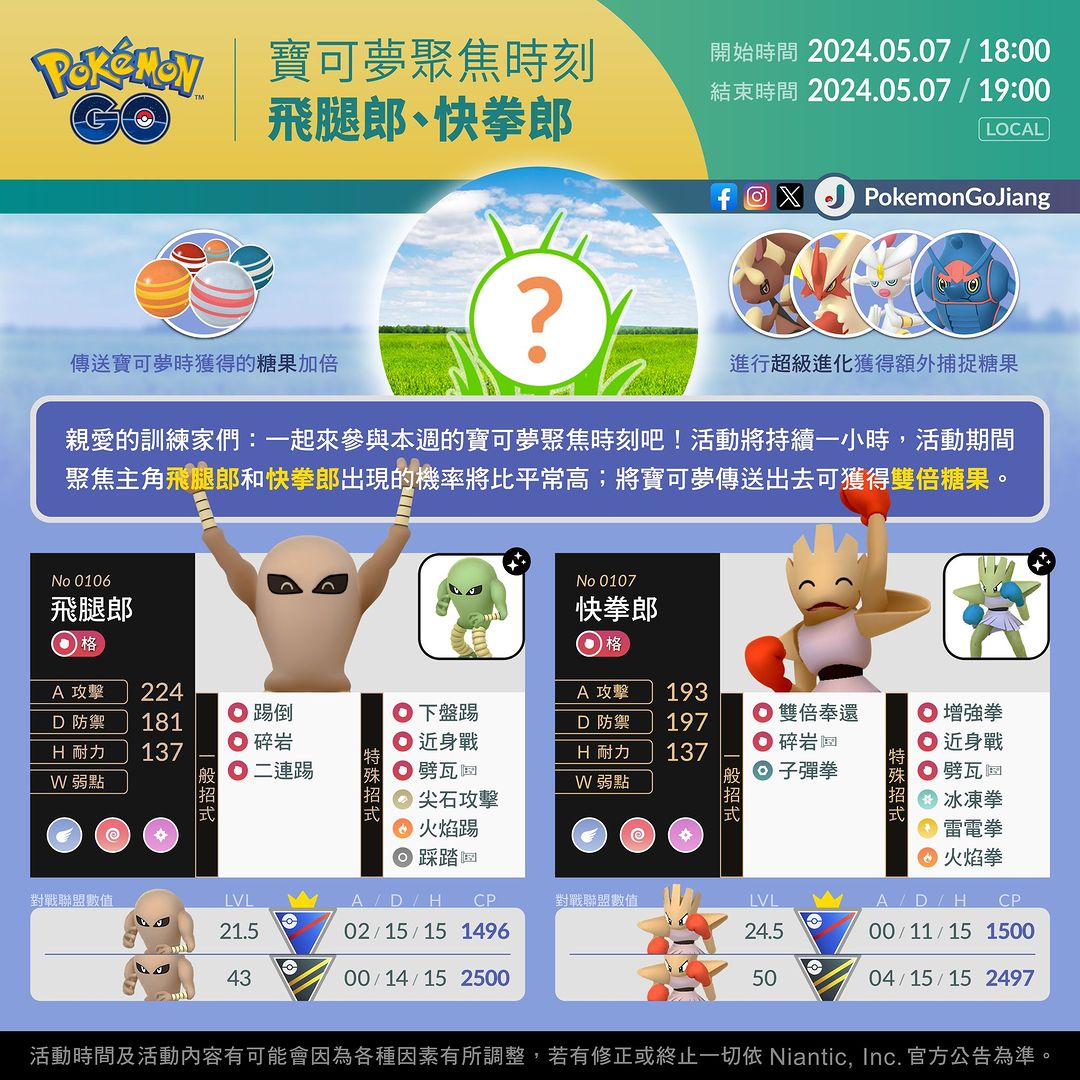 POKÉMON GO
TM
寶可夢聚焦時刻
飛腿郎、快拳郎
開始時間 2024.05.07 / 18:00
結束時間 2024.05.07 / 19:00
LOCAL
PokemonGoJiang
傳送寶可夢時獲得的糖果加倍
?
進行超級進化獲得額外捕捉糖果
親愛的訓練家們：一起來參與本週的寶可夢聚焦時刻吧！活動將持續一小時，活動期間
聚焦主角飛腿郎和快拳郎出現的機率將比平常高；將寶可夢傳送出去可獲得雙倍糖果。
No 0106
飛腿郎
格
A 攻擊 224
D 防禦 181
H 耐力 137
W 弱點
一般招式
踢倒
碎岩
二連踢
特殊招式
下盤踢
近身戰
劈瓦
尖石攻擊
火焰踢
踩踏
對戰聯盟數值 LVL A / D / H CP
21.5 02 / 15 / 15 1496
43 00 / 14 / 15 2500
No 0107
快拳郎
格
A 攻擊 193
D 防禦 197
H 耐力 137
W 弱點
一般招式
雙倍奉還
碎岩
子彈拳
特殊招式
增強拳
近身戰
劈瓦
冰凍拳
雷電拳
火焰拳
對戰聯盟數值 LVL A / D / H CP
24.5 00 / 11 / 15 1500
50 04 / 15 / 15 2497
活動時間及活動內容有可能會因為各種因素有所調整，若有修正或終止一切依 Niantic, Inc. 官方公告為準。